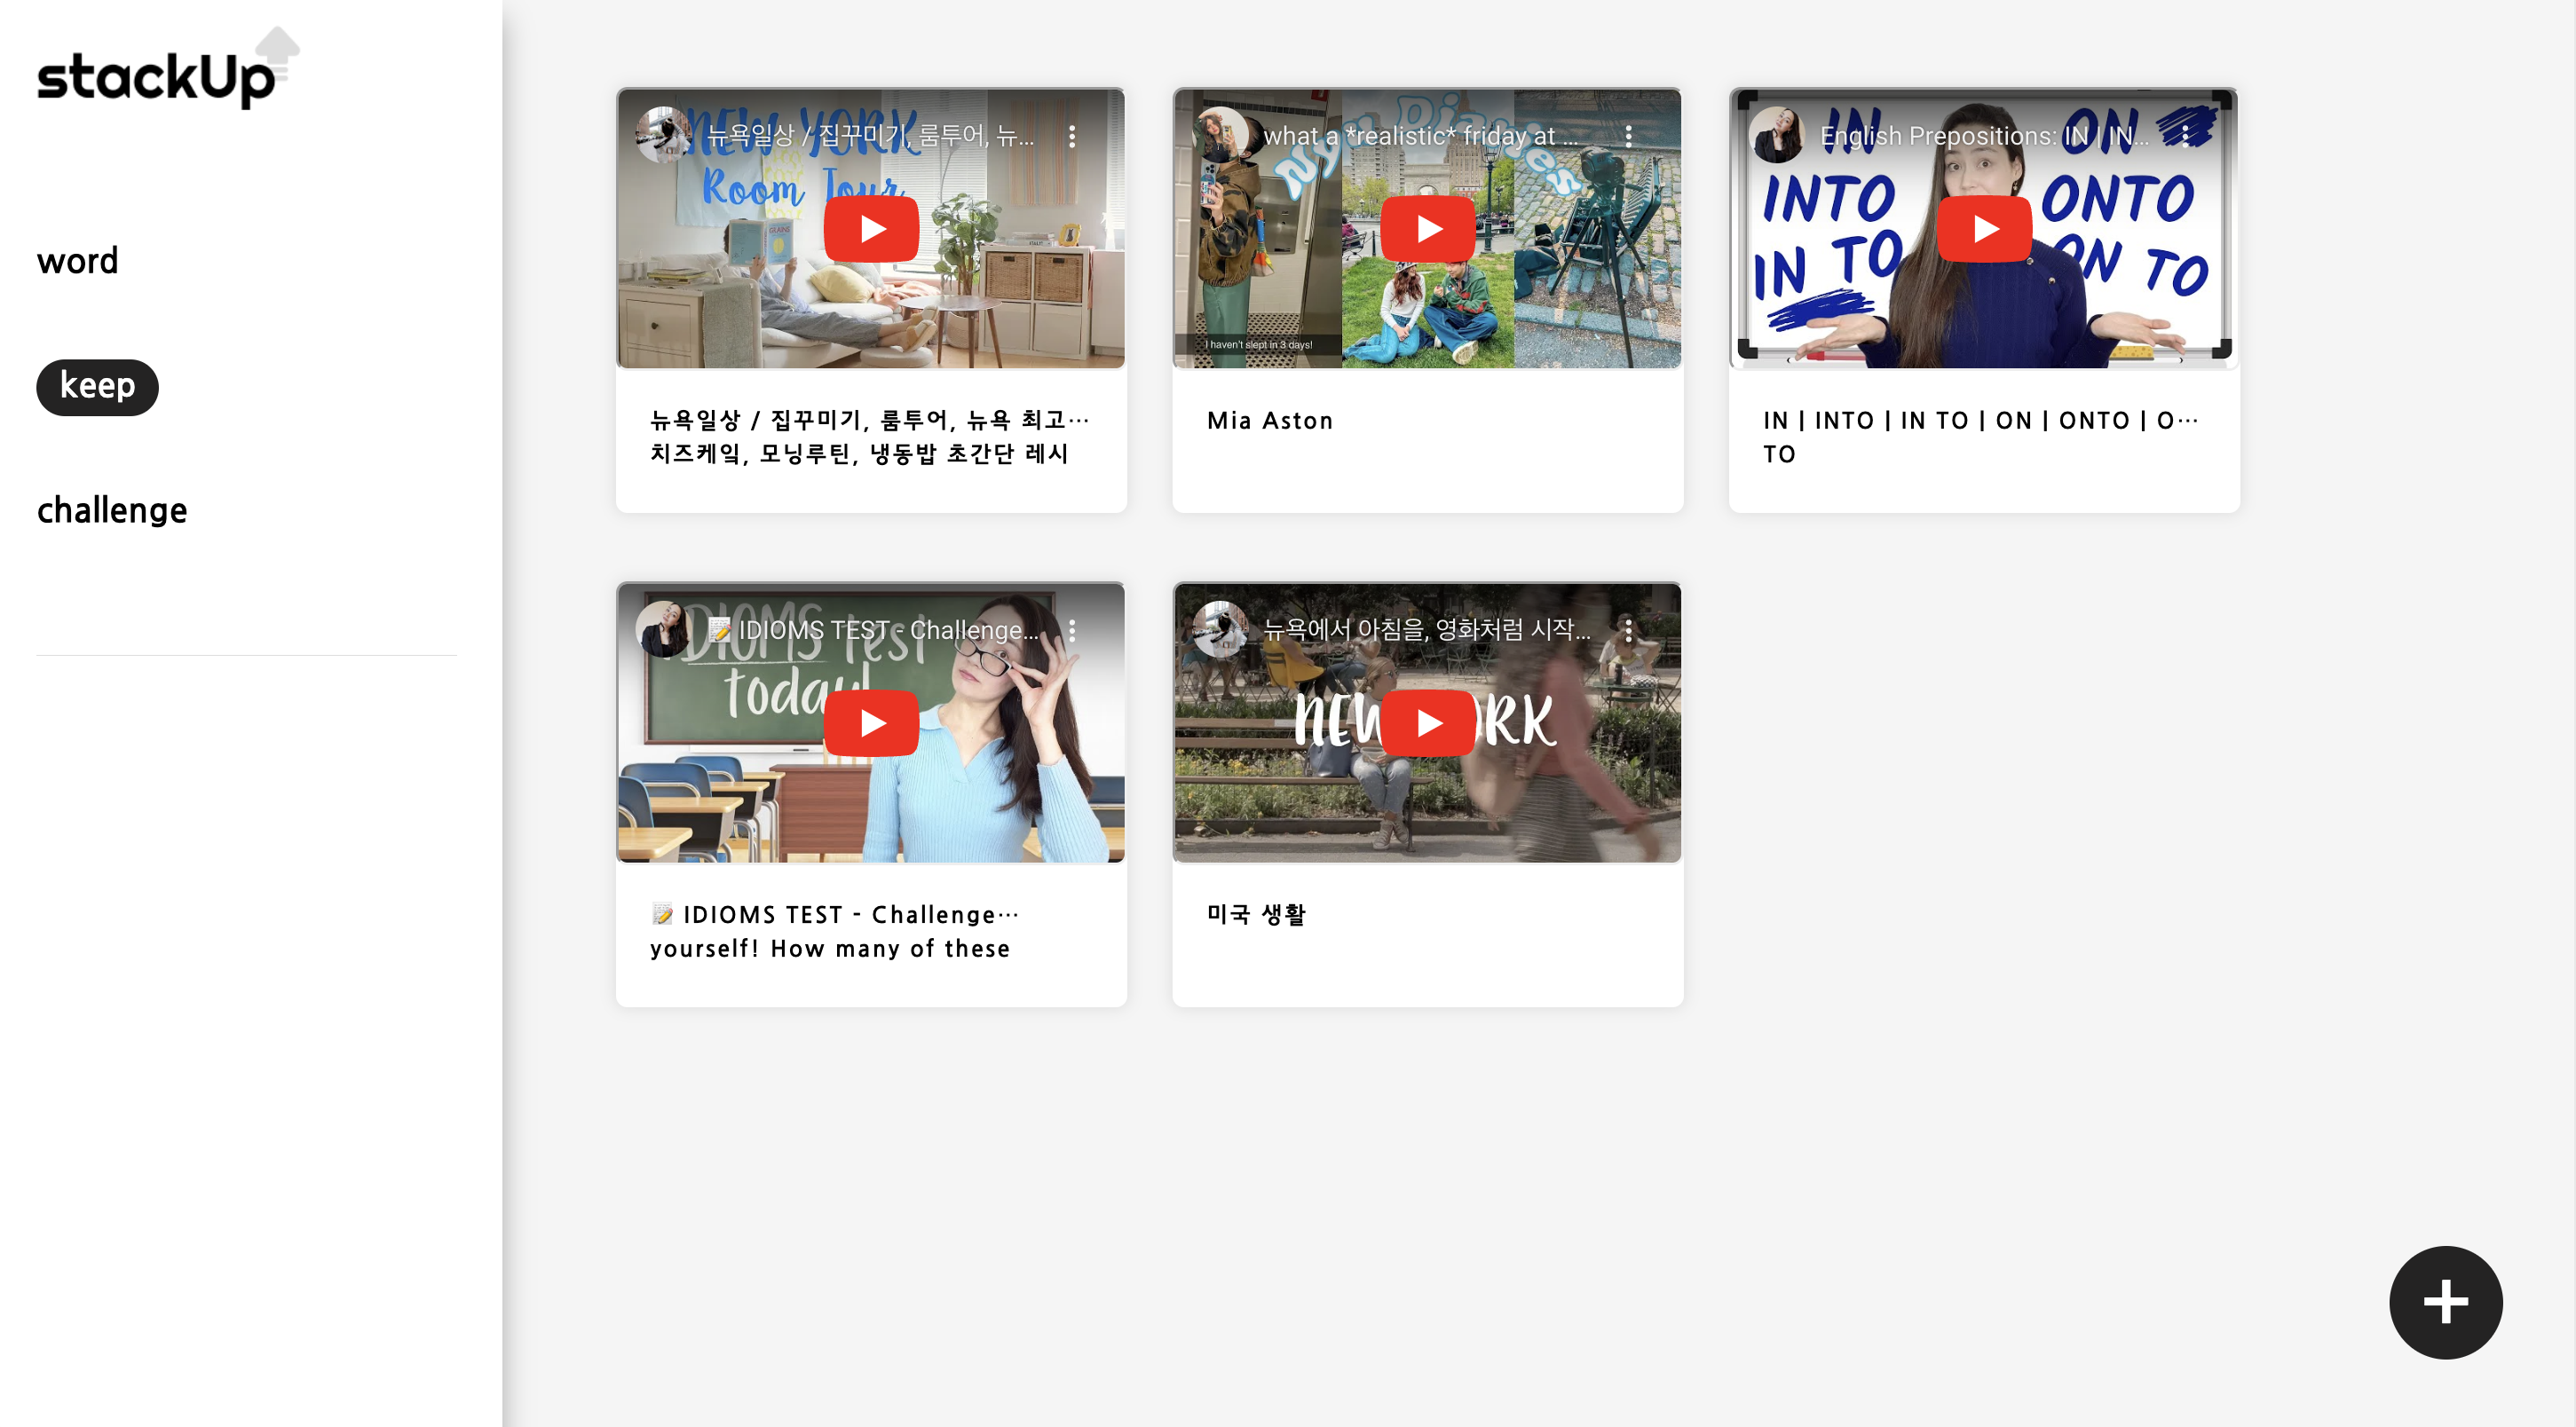 stackUp
word
keep
challenge
뉴욕일상 / 집꾸미기, 룸투어, 뉴...
NEW YORK
Room Tour
뉴욕일상 / 집꾸미기, 룸투어, 뉴욕 최고…
치즈케잌, 모닝루틴, 냉동밥 초간단 레시
what a *realistic* friday at ...
NYU Diaries
I haven't slept in 3 days!
Mia Aston
English Prepositions: IN | IN...
IN ON
INTO ONTO
IN TO ON TO
IN | INTO | IN TO | ON | ONTO | O…
TO
📝 IDIOMS TEST - Challenge...
IDIOMS Test
today!
📝 IDIOMS TEST - Challenge…
yourself! How many of these
뉴욕에서 아침을, 영화처럼 시작...
미국 생활